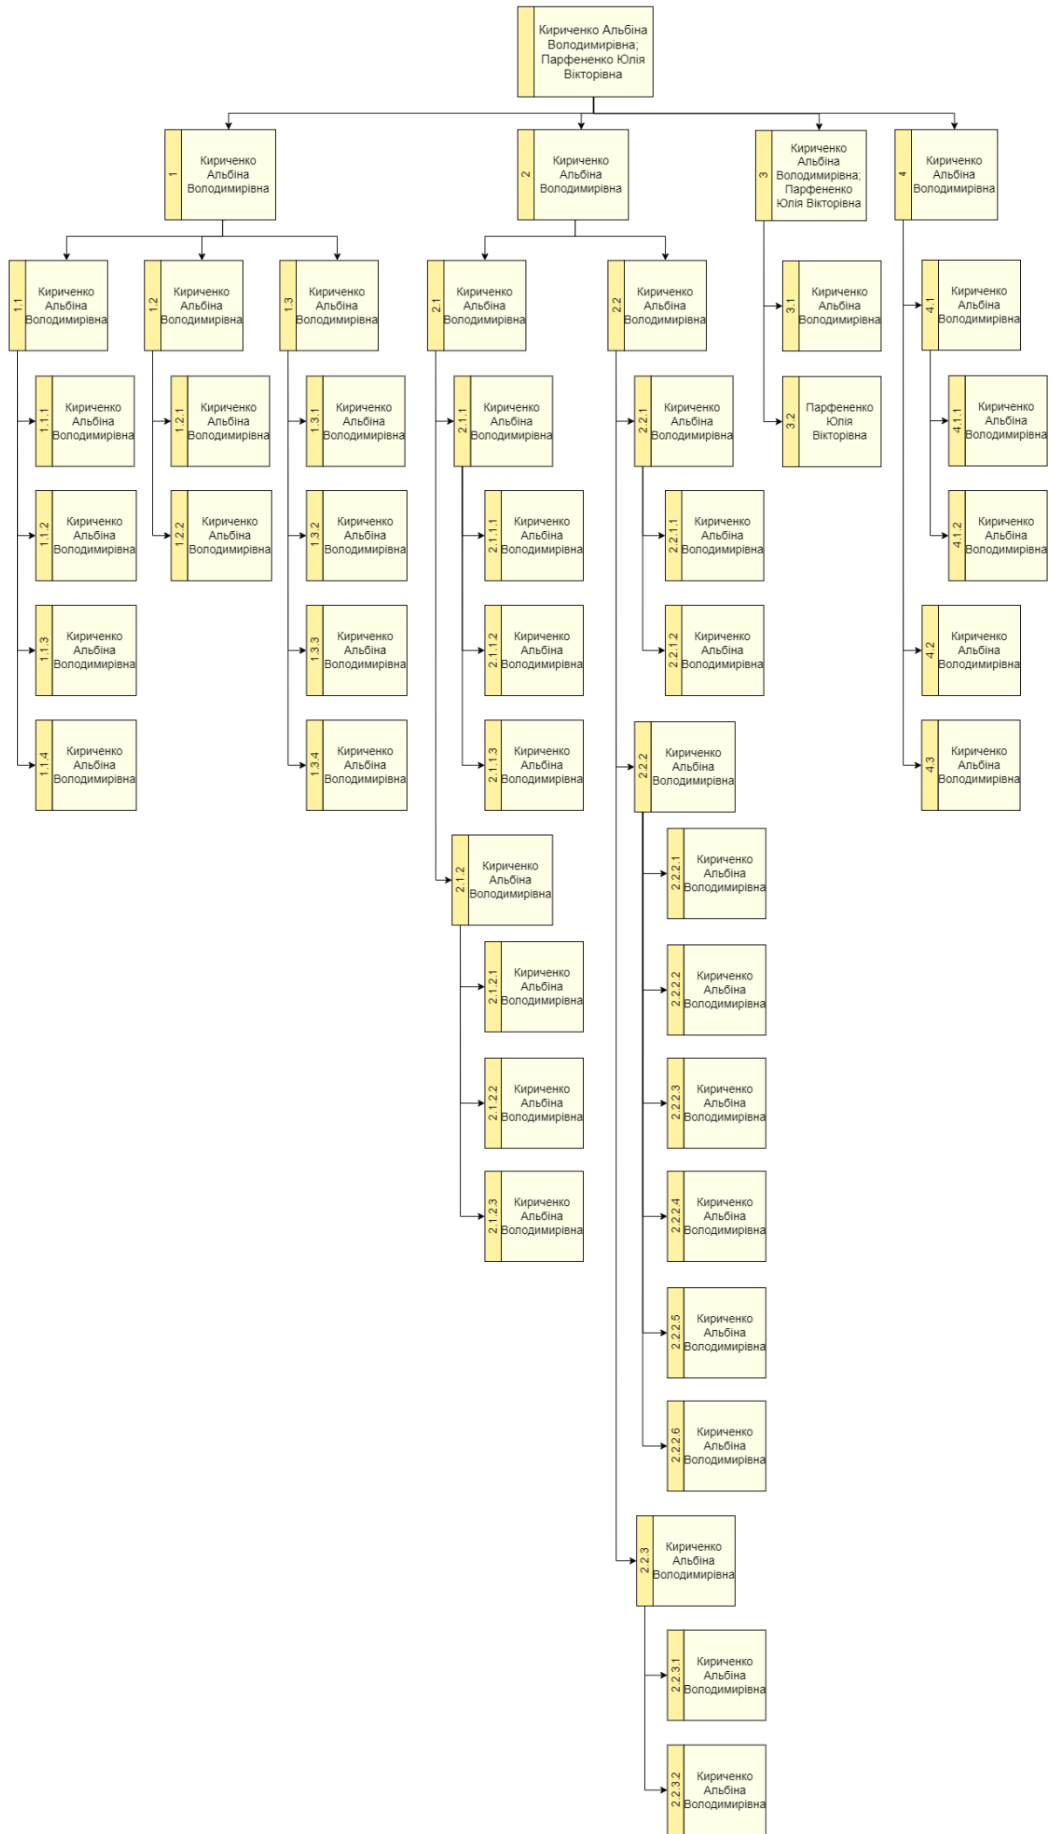 Кириченко Альбіна
Володимирівна;
Парфененко Юлія
Вікторівна
1
Кириченко
Альбіна
Володимирівна
2
Кириченко
Альбіна
Володимирівна
3
Кириченко
Альбіна
Володимирівна;
Парфененко
Юлія Вікторівна
4
Кириченко
Альбіна
Володимирівна
1.1
Кириченко
Альбіна
Володимирівна
1.2
Кириченко
Альбіна
Володимирівна
1.3
Кириченко
Альбіна
Володимирівна
2.1
Кириченко
Альбіна
Володимирівна
2.2
Кириченко
Альбіна
Володимирівна
3.1
Кириченко
Альбіна
Володимирівна
4.1
Кириченко
Альбіна
Володимирівна
1.1.1
Кириченко
Альбіна
Володимирівна
1.2.1
Кириченко
Альбіна
Володимирівна
1.3.1
Кириченко
Альбіна
Володимирівна
2.1.1
Кириченко
Альбіна
Володимирівна
2.2.1
Кириченко
Альбіна
Володимирівна
3.2
Парфененко
Юлія
Вікторівна
4.1.1
Кириченко
Альбіна
Володимирівна
1.1.2
Кириченко
Альбіна
Володимирівна
1.2.2
Кириченко
Альбіна
Володимирівна
1.3.2
Кириченко
Альбіна
Володимирівна
2.1.1.1
Кириченко
Альбіна
Володимирівна
2.2.1.1
Кириченко
Альбіна
Володимирівна
4.1.2
Кириченко
Альбіна
Володимирівна
1.1.3
Кириченко
Альбіна
Володимирівна
1.3.3
Кириченко
Альбіна
Володимирівна
2.1.1.2
Кириченко
Альбіна
Володимирівна
2.2.1.2
Кириченко
Альбіна
Володимирівна
4.2
Кириченко
Альбіна
Володимирівна
1.1.4
Кириченко
Альбіна
Володимирівна
1.3.4
Кириченко
Альбіна
Володимирівна
2.1.1.3
Кириченко
Альбіна
Володимирівна
2.2.2
Кириченко
Альбіна
Володимирівна
4.3
Кириченко
Альбіна
Володимирівна
2.1.2
Кириченко
Альбіна
Володимирівна
2.2.2.1
Кириченко
Альбіна
Володимирівна
2.1.2.1
Кириченко
Альбіна
Володимирівна
2.2.2.2
Кириченко
Альбіна
Володимирівна
2.1.2.2
Кириченко
Альбіна
Володимирівна
2.2.2.3
Кириченко
Альбіна
Володимирівна
2.1.2.3
Кириченко
Альбіна
Володимирівна
2.2.2.4
Кириченко
Альбіна
Володимирівна
2.2.2.5
Кириченко
Альбіна
Володимирівна
2.2.2.6
Кириченко
Альбіна
Володимирівна
2.2.3
Кириченко
Альбіна
Володимирівна
2.2.3.1
Кириченко
Альбіна
Володимирівна
2.2.3.2
Кириченко
Альбіна
Володимирівна